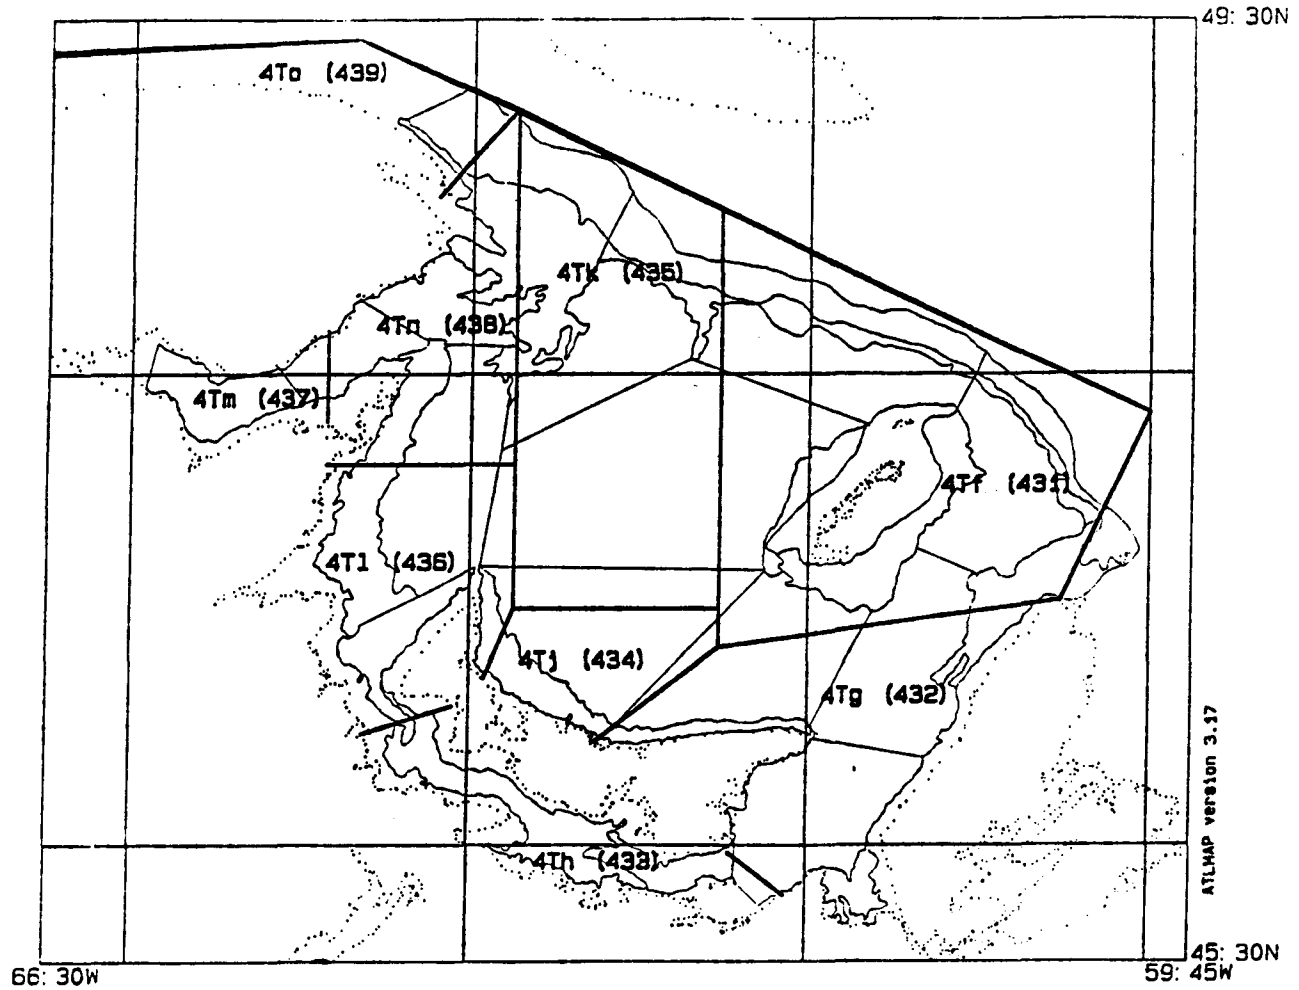 49: 30N
4To (439)
4Tk (435)
4Tn (438)
4Tm (437)
4Tf (431)
4Tl (436)
4Tj (434)
4Tg (432)
ATLMAP version 3.17
4Th (433)
45: 30N
66: 30W
59: 45W